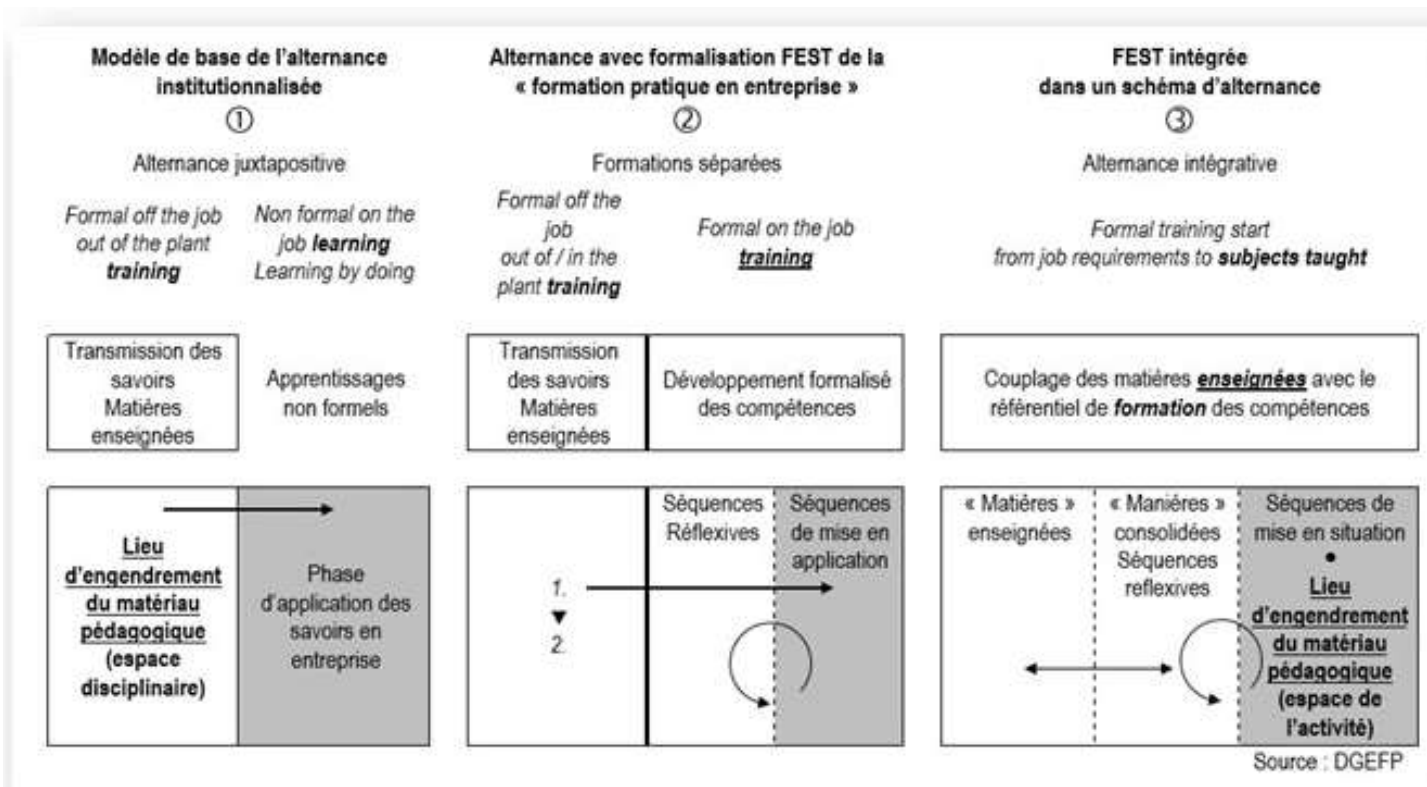 Modèle de base de l'alternance
institutionnalisée
①
Alternance juxtapositive
Formal off the job
out of the plant
training
Non formal on the
job learning
Learning by doing
Transmission des
savoirs
Matières
enseignées
Apprentissages
non formels
Lieu
d'engendrement
du matériau
pédagogique
(espace
disciplinaire)
Phase
d'application des
savoirs en
entreprise
Alternance avec formalisation FEST de la
« formation pratique en entreprise »
②
Formations séparées
Formal off the
job
out of / in the
plant training
Formal on the job
training
Transmission
des savoirs
Matières
enseignées
Développement formalisé
des compétences
1.
2.
Séquences
Réflexives
Séquences
de mise en
application
FEST intégrée
dans un schéma d'alternance
③
Alternance intégrative
Formal training start
from job requirements to subjects taught
Couplage des matières enseignées avec le
référentiel de formation des compétences
« Matières »
enseignées
« Manières »
consolidées
Séquences
reflexives
Séquences de
mise en situation
•
Lieu
d'engendrement
du matériau
pédagogique
(espace de
l'activité)
Source : DGEFP